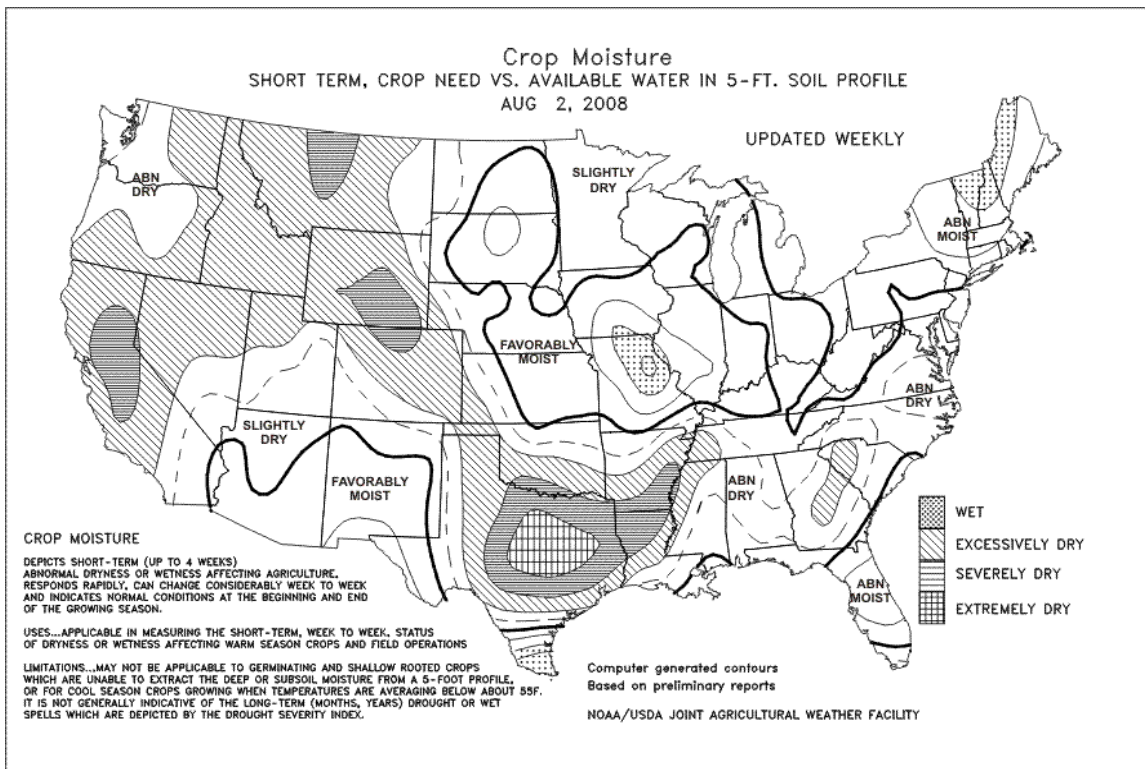 Crop Moisture
SHORT TERM, CROP NEED VS. AVAILABLE WATER IN 5-FT. SOIL PROFILE
AUG 2, 2008
UPDATED WEEKLY
ABN
DRY
SLIGHTLY
DRY
ABN
MOIST
FAVORABLY
MOIST
ABN
DRY
SLIGHTLY
DRY
FAVORABLY
MOIST
ABN
DRY
ABN
MOIST
WET
EXCESSIVELY DRY
SEVERELY DRY
EXTREMELY DRY
CROP MOISTURE
DEPICTS SHORT-TERM (UP TO 4 WEEKS)
ABNORMAL DRYNESS OR WETNESS AFFECTING AGRICULTURE.
RESPONDS RAPIDLY, CAN CHANGE CONSIDERABLY WEEK TO WEEK
AND INDICATES NORMAL CONDITIONS AT THE BEGINNING AND END
OF THE GROWING SEASON.
USES...APPLICABLE IN MEASURING THE SHORT-TERM, WEEK TO WEEK, STATUS
OF DRYNESS OR WETNESS AFFECTING WARM SEASON CROPS AND FIELD OPERATIONS
LIMITATIONS...MAY NOT BE APPLICABLE TO GERMINATING AND SHALLOW ROOTED CROPS
WHICH ARE UNABLE TO EXTRACT THE DEEP OR SUBSOIL MOISTURE FROM A 5-FOOT PROFILE,
OR FOR COOL SEASON CROPS GROWING WHEN TEMPERATURES ARE AVERAGING BELOW ABOUT 55F.
IT IS NOT GENERALLY INDICATIVE OF THE LONG-TERM (MONTHS, YEARS) DROUGHT OR WET
SPELLS WHICH ARE DEPICTED BY THE DROUGHT SEVERITY INDEX.
Computer generated contours
Based on preliminary reports
NOAA/USDA JOINT AGRICULTURAL WEATHER FACILITY